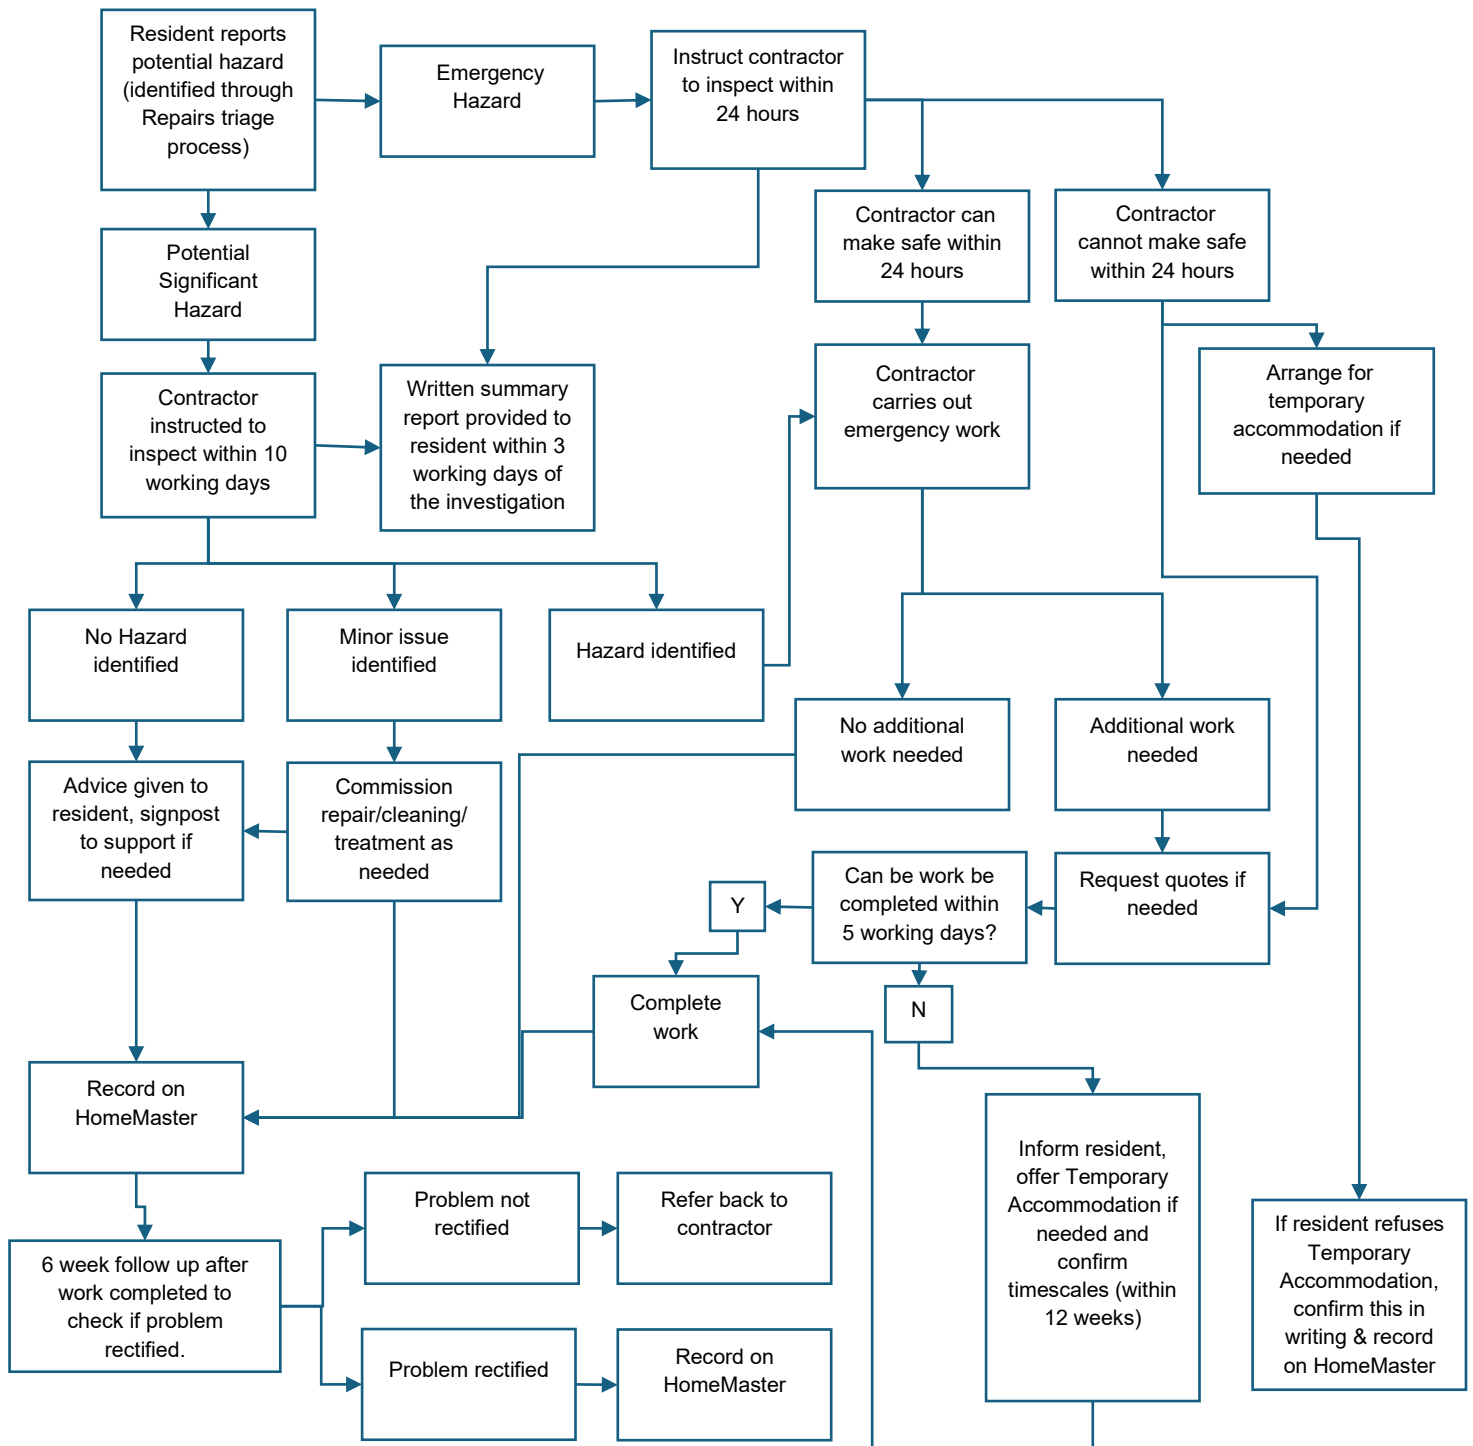 Resident reports
potential hazard
(identified through
Repairs triage
process)
Emergency
Hazard
Instruct contractor
to inspect within
24 hours
Contractor can
make safe within
24 hours
Contractor
cannot make safe
within 24 hours
Potential
Significant
Hazard
Contractor
instructed to
inspect within 10
working days
Written summary
report provided to
resident within 3
working days of
the investigation
Contractor
carries out
emergency work
Arrange for
temporary
accommodation if
needed
No Hazard
identified
Minor issue
identified
Hazard identified
No additional
work needed
Additional work
needed
Advice given to
resident, signpost
to support if
needed
Commission
repair/cleaning/
treatment as
needed
Y
Can be work be
completed within
5 working days?
Request quotes if
needed
Complete
work
N
Record on
HomeMaster
Inform resident,
offer Temporary
Accommodation if
needed and
confirm
timescales (within
12 weeks)
If resident refuses
Temporary
Accommodation,
confirm this in
writing & record
on HomeMaster
6 week follow up after
work completed to
check if problem
rectified.
Problem not
rectified
Refer back to
contractor
Problem rectified
Record on
HomeMaster